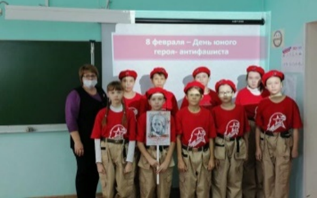 8 февраля – День юного
героя- антифашиста